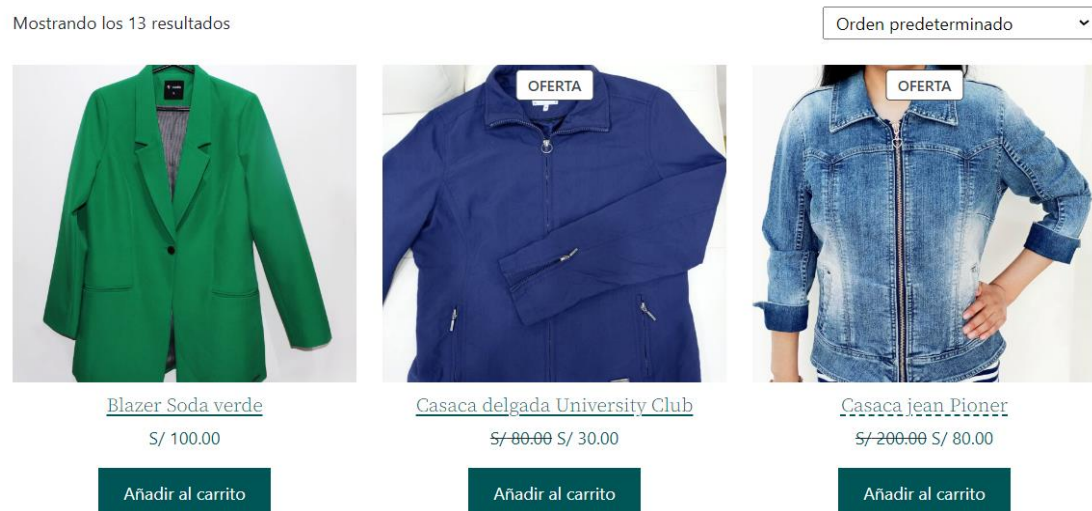 Mostrando los 13 resultados
Orden predeterminado
OFERTA
OFERTA
Blazer Soda verde
Casaca delgada University Club
Casaca jean Pioner
S/ 100.00
S/ 80.00 S/ 30.00
S/ 200.00 S/ 80.00
Añadir al carrito
Añadir al carrito
Añadir al carrito